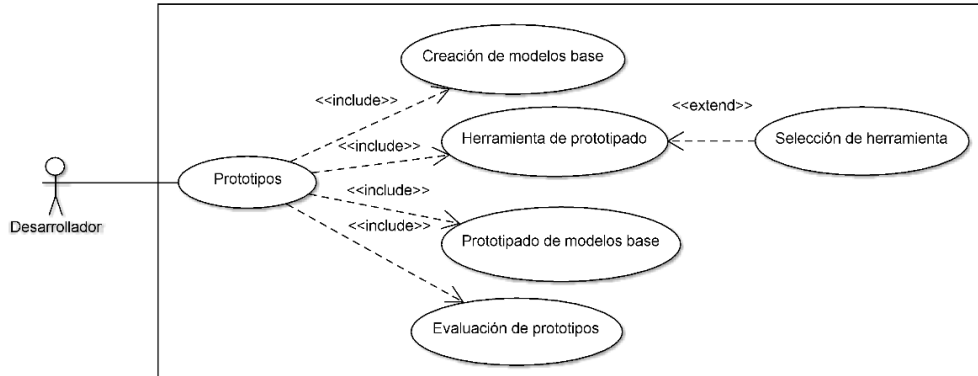 Creación de modelos base
<<include>>
<<extend>>
<<include>>
Herramienta de prototipado
Selección de herramienta
Prototipos
<<include>>
Desarrollador
<<include>>
Prototipado de modelos base
Evaluación de prototipos